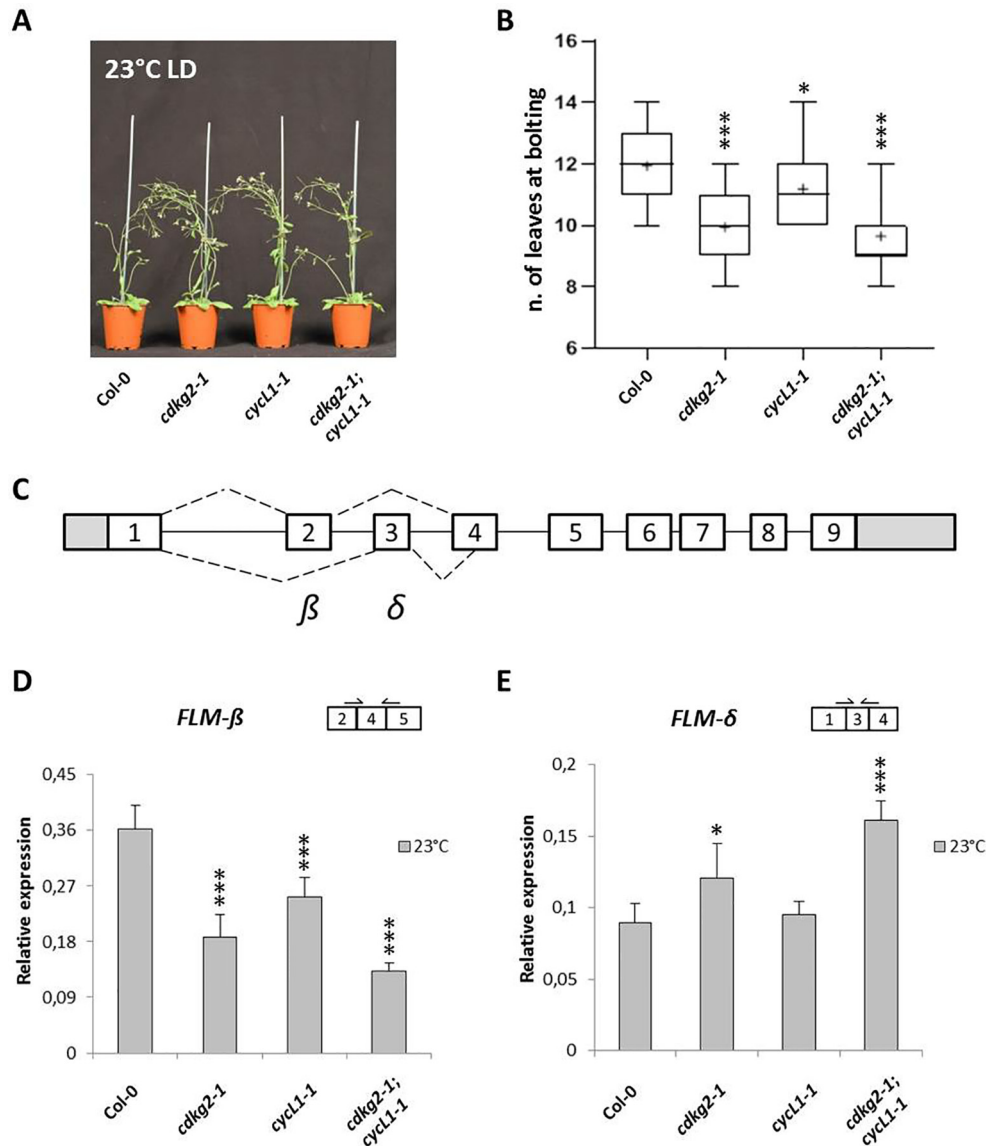 A
23°C LD
Col-0
cdkg2-1
cycL1-1
cdkg2-1;
cycL1-1
B
n. of leaves at bolting
16
14
12
10
8
6
*
***
***
Col-0
cdkg2-1
cycL1-1
cdkg2-1;
cycL1-1
C
1 2 3 4 5 6 7 8 9
ß δ
D
FLM-ß
2 4 5
Relative expression
0,45
0,36
0,27
0,18
0,09
0
***
***
***
23°C
Col-0
cdkg2-1
cycL1-1
cdkg2-1;
cycL1-1
E
FLM-δ
1 3 4
Relative expression
0,2
0,15
0,1
0,05
0
*
***
23°C
Col-0
cdkg2-1
cycL1-1
cdkg2-1;
cycL1-1